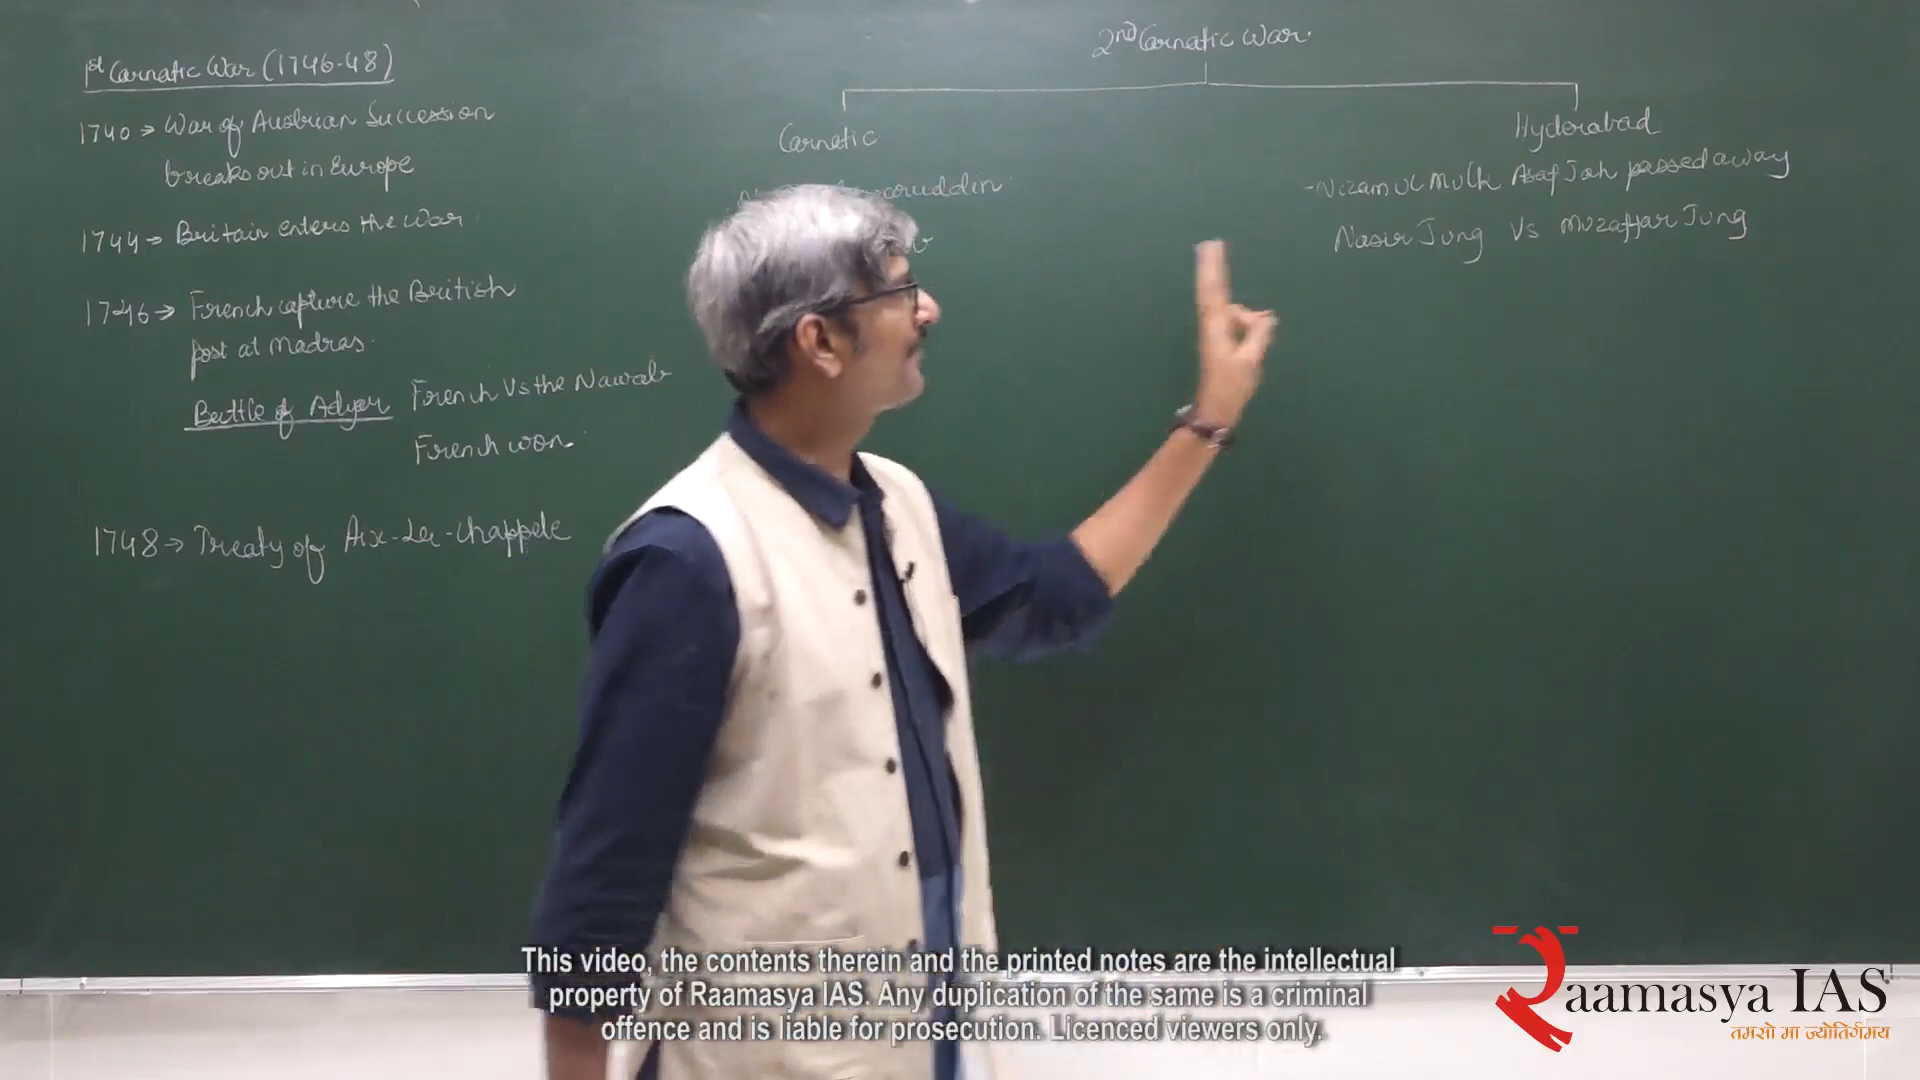 1st Carnatic War (1746-48)
1740 → War of Austrian Succession
breaks out in Europe
1744 → Britain enters the War
1746 → French capture the British
post at Madras.
Battle of Adyar French Vs the Nawab
French won.
1748 → Treaty of Aix-La-Chappele
2nd Carnatic War
Carnatic
Hyderabad
- Nizam Ul Mulk Asaf Jah passed away
Nasir Jung Vs Muzaffar Jung
This video, the contents therein and the printed notes are the intellectual
property of Raamasya IAS. Any duplication of the same is a criminal
offence and is liable for prosecution. Licenced viewers only.
Raamasya IAS
तमसो मा ज्योतिर्गमय